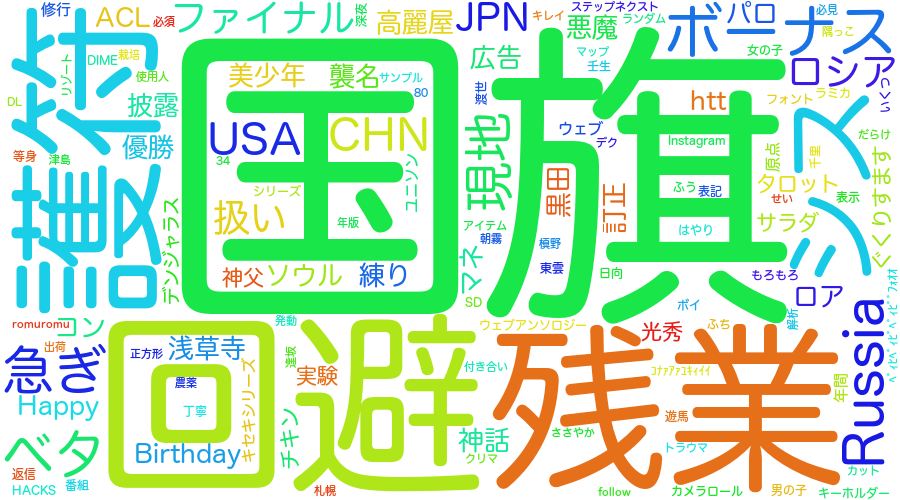 修行
護符
ACL
必須
ファイナル
深夜
高麗屋
JPN
キレイ
ステップネクスト
ランダム
悪魔
ボーナス
パロ
必見
隅っこ
DIME
栽培
リゾート
使用人
DL
披露
美少年
襲名
サンプル
80
広告
マップ
壬生
女の子
ロシア
いくつ
フォント
ラミカ
優勝
USA
CHN
34
国旗
渡世
htt
ウェブ
デク
Instagram
原点
千里
だらけ
等身
津島
シリーズ
ユニゾン
現地
黒田
訂正
ふう
表記
タロット
せい
表示
シス
ぐくりすます
扱い
年版
アイテム
朝霧
槙野
東雲
はやり
サラダ
デンジャラス
神父
ソウル
練り
マネ
SD
日向
もろもろ
ロア
ボイ
解析
romuromu
コン
発動
ウェブアンソロジー
光秀
ふち
Russia
急ぎ
出荷
正方形
浅草寺
逢坂
回避
残業
農薬
丁寧
実験
付き合い
ｺﾅｧｱｧﾕｷｨｲｲ
年間
Happy
キセキシリーズ
チキン
遊馬
ベタ
Birthday
神話
クリマ
ささやか
トラウマ
返信
HACKS
番組
札幌
follow
カメラロール
男の子
カット
キーホルダー